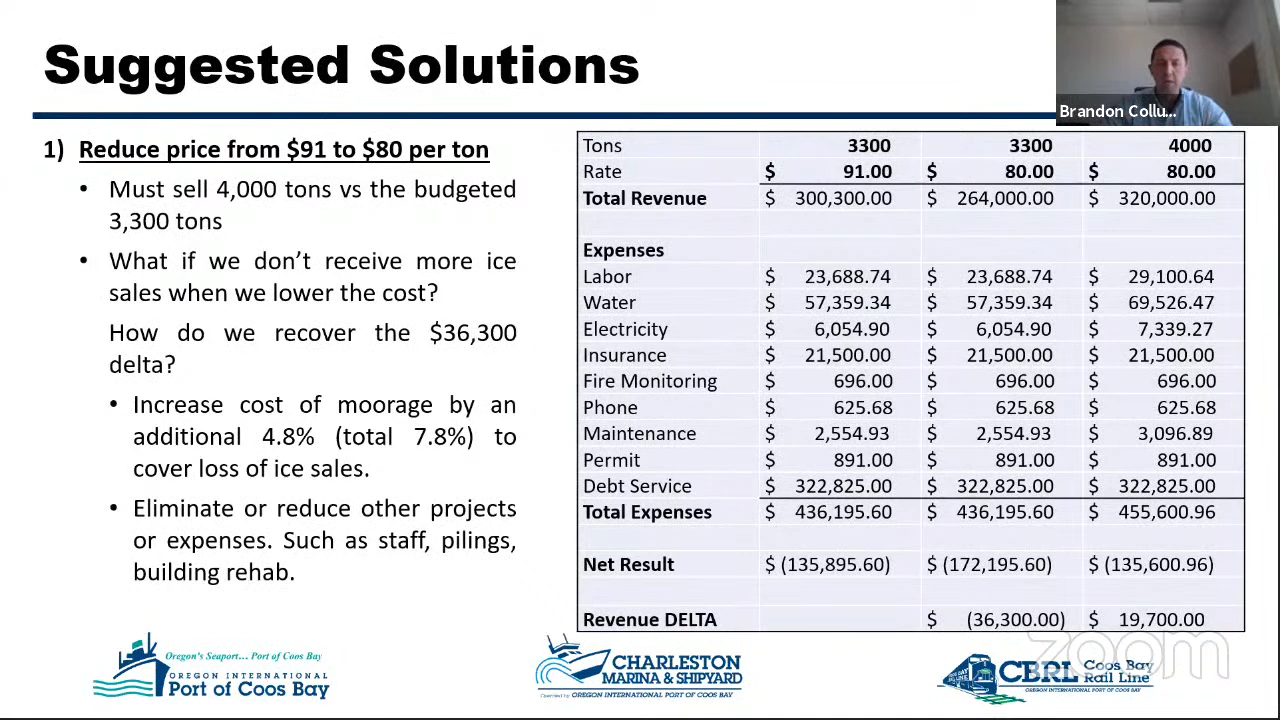 Suggested Solutions
Brandon Collu...
1) Reduce price from $91 to $80 per ton
• Must sell 4,000 tons vs the budgeted
3,300 tons
• What if we don’t receive more ice
sales when we lower the cost?
How do we recover the $36,300
delta?
• Increase cost of moorage by an
additional 4.8% (total 7.8%) to
cover loss of ice sales.
• Eliminate or reduce other projects
or expenses. Such as staff, pilings,
building rehab.
Tons 3300 3300 4000
Rate $ 91.00 $ 80.00 $ 80.00
Total Revenue $ 300,300.00 $ 264,000.00 $ 320,000.00
Expenses
Labor $ 23,688.74 $ 23,688.74 $ 29,100.64
Water $ 57,359.34 $ 57,359.34 $ 69,526.47
Electricity $ 6,054.90 $ 6,054.90 $ 7,339.27
Insurance $ 21,500.00 $ 21,500.00 $ 21,500.00
Fire Monitoring $ 696.00 $ 696.00 $ 696.00
Phone $ 625.68 $ 625.68 $ 625.68
Maintenance $ 2,554.93 $ 2,554.93 $ 3,096.89
Permit $ 891.00 $ 891.00 $ 891.00
Debt Service $ 322,825.00 $ 322,825.00 $ 322,825.00
Total Expenses $ 436,195.60 $ 436,195.60 $ 455,600.96
Net Result $ (135,895.60) $ (172,195.60) $ (135,600.96)
Revenue DELTA $ (36,300.00) $ 19,700.00
zoom
Oregon's Seaport... Port of Coos Bay
OREGON INTERNATIONAL
Port of Coos Bay
CHARLESTON
MARINA & SHIPYARD
Operated by OREGON INTERNATIONAL PORT OF COOS BAY
CBRL Coos Bay
Rail Line
OREGON INTERNATIONAL PORT OF COOS BAY